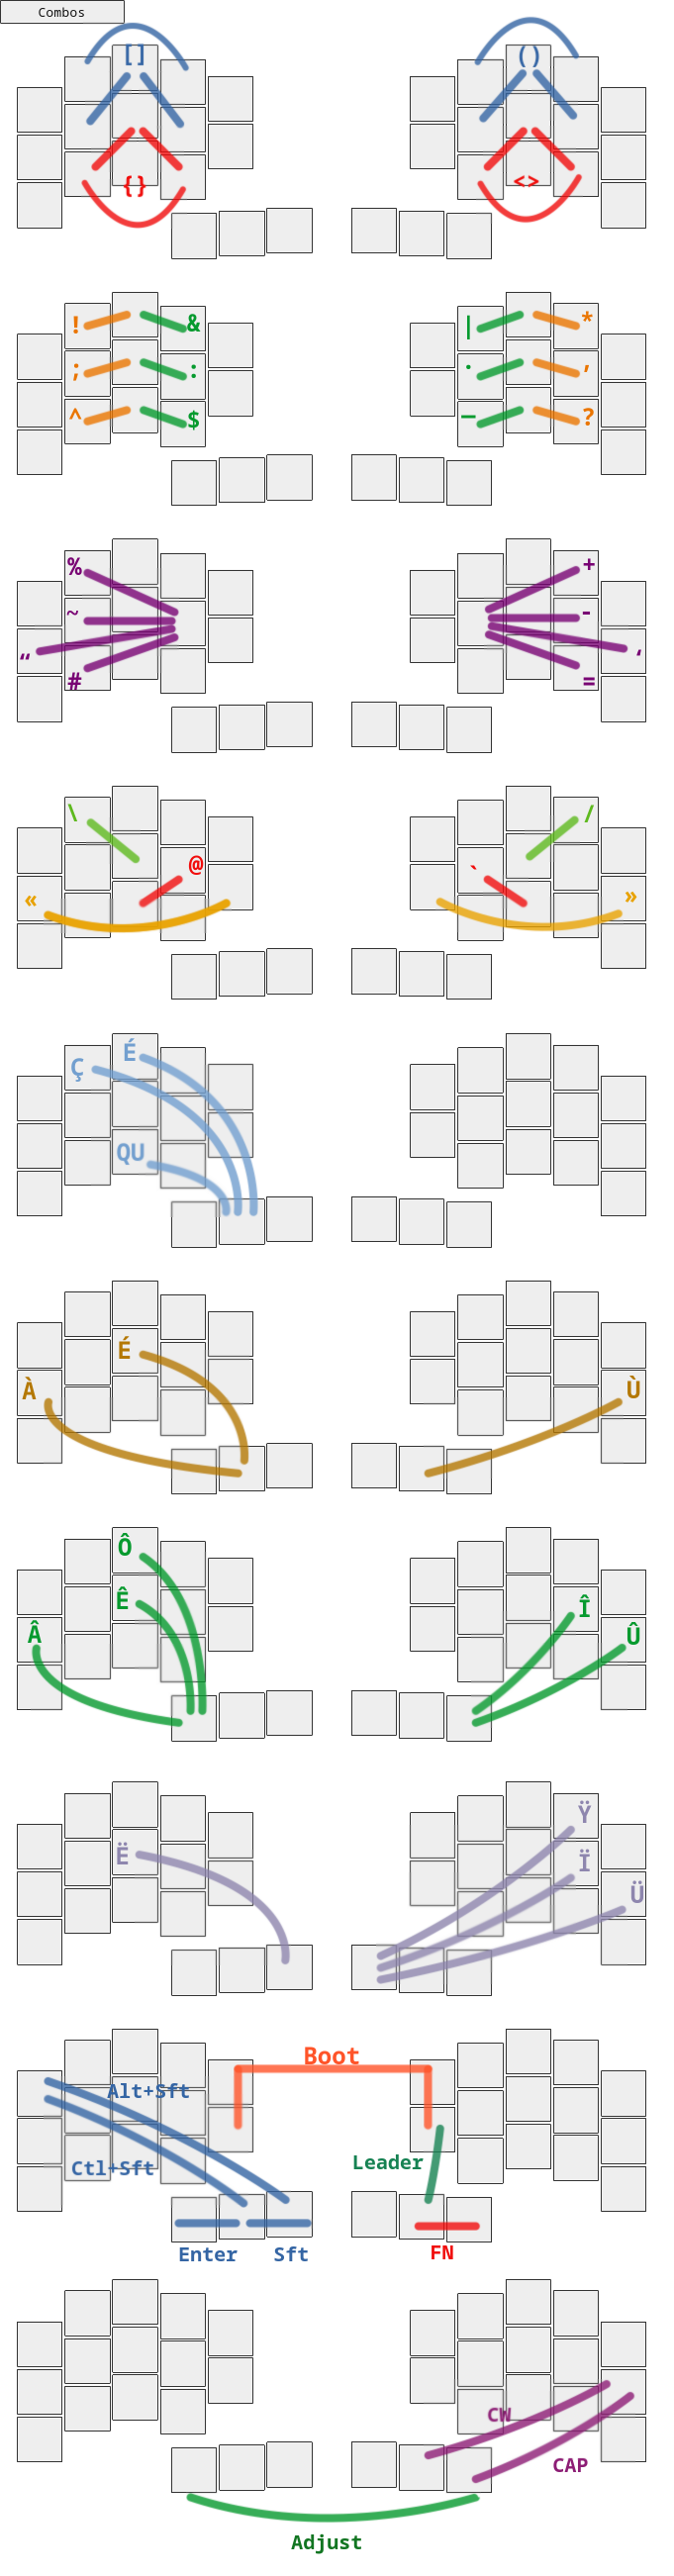 Combos
[] ()
{} <>
! & | *
; : . ,
^ $ – ?
% +
~ -
“ ‘
# =
\ /
@ `
« »
Ç É
QU
É
À Ù
Ô
Ê Î
Â Û
Ÿ
Ë Ï
Ü
Boot
Alt+Sft
Leader
Ctl+Sft
Enter Sft FN
CW
CAP
Adjust